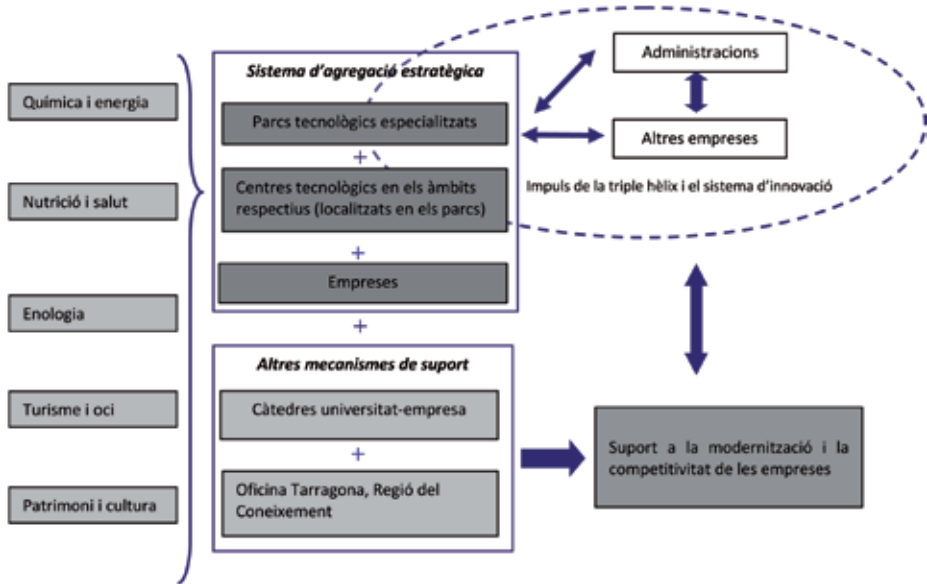 Química i energia
Nutrició i salut
Enologia
Turisme i oci
Patrimoni i cultura
Sistema d'agregació estratègica
Parcs tecnològics especialitzats
+
Centres tecnològics en els àmbits
respectius (localitzats en els parcs)
+
Empreses
+
Altres mecanismes de suport
Càtedres universitat-empresa
+
Oficina Tarragona, Regió del
Coneixement
Administracions
Altres empreses
Impuls de la triple hèlix i el sistema d'innovació
Suport a la modernització i la
competitivitat de les empreses